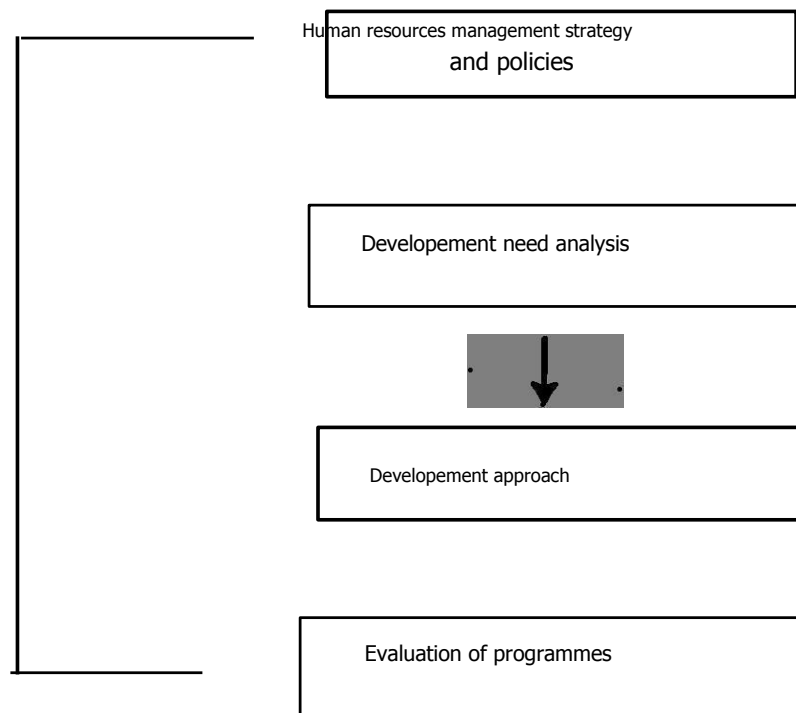 Human resources management strategy
and policies
Developement need analysis
Developement approach
Evaluation of programmes